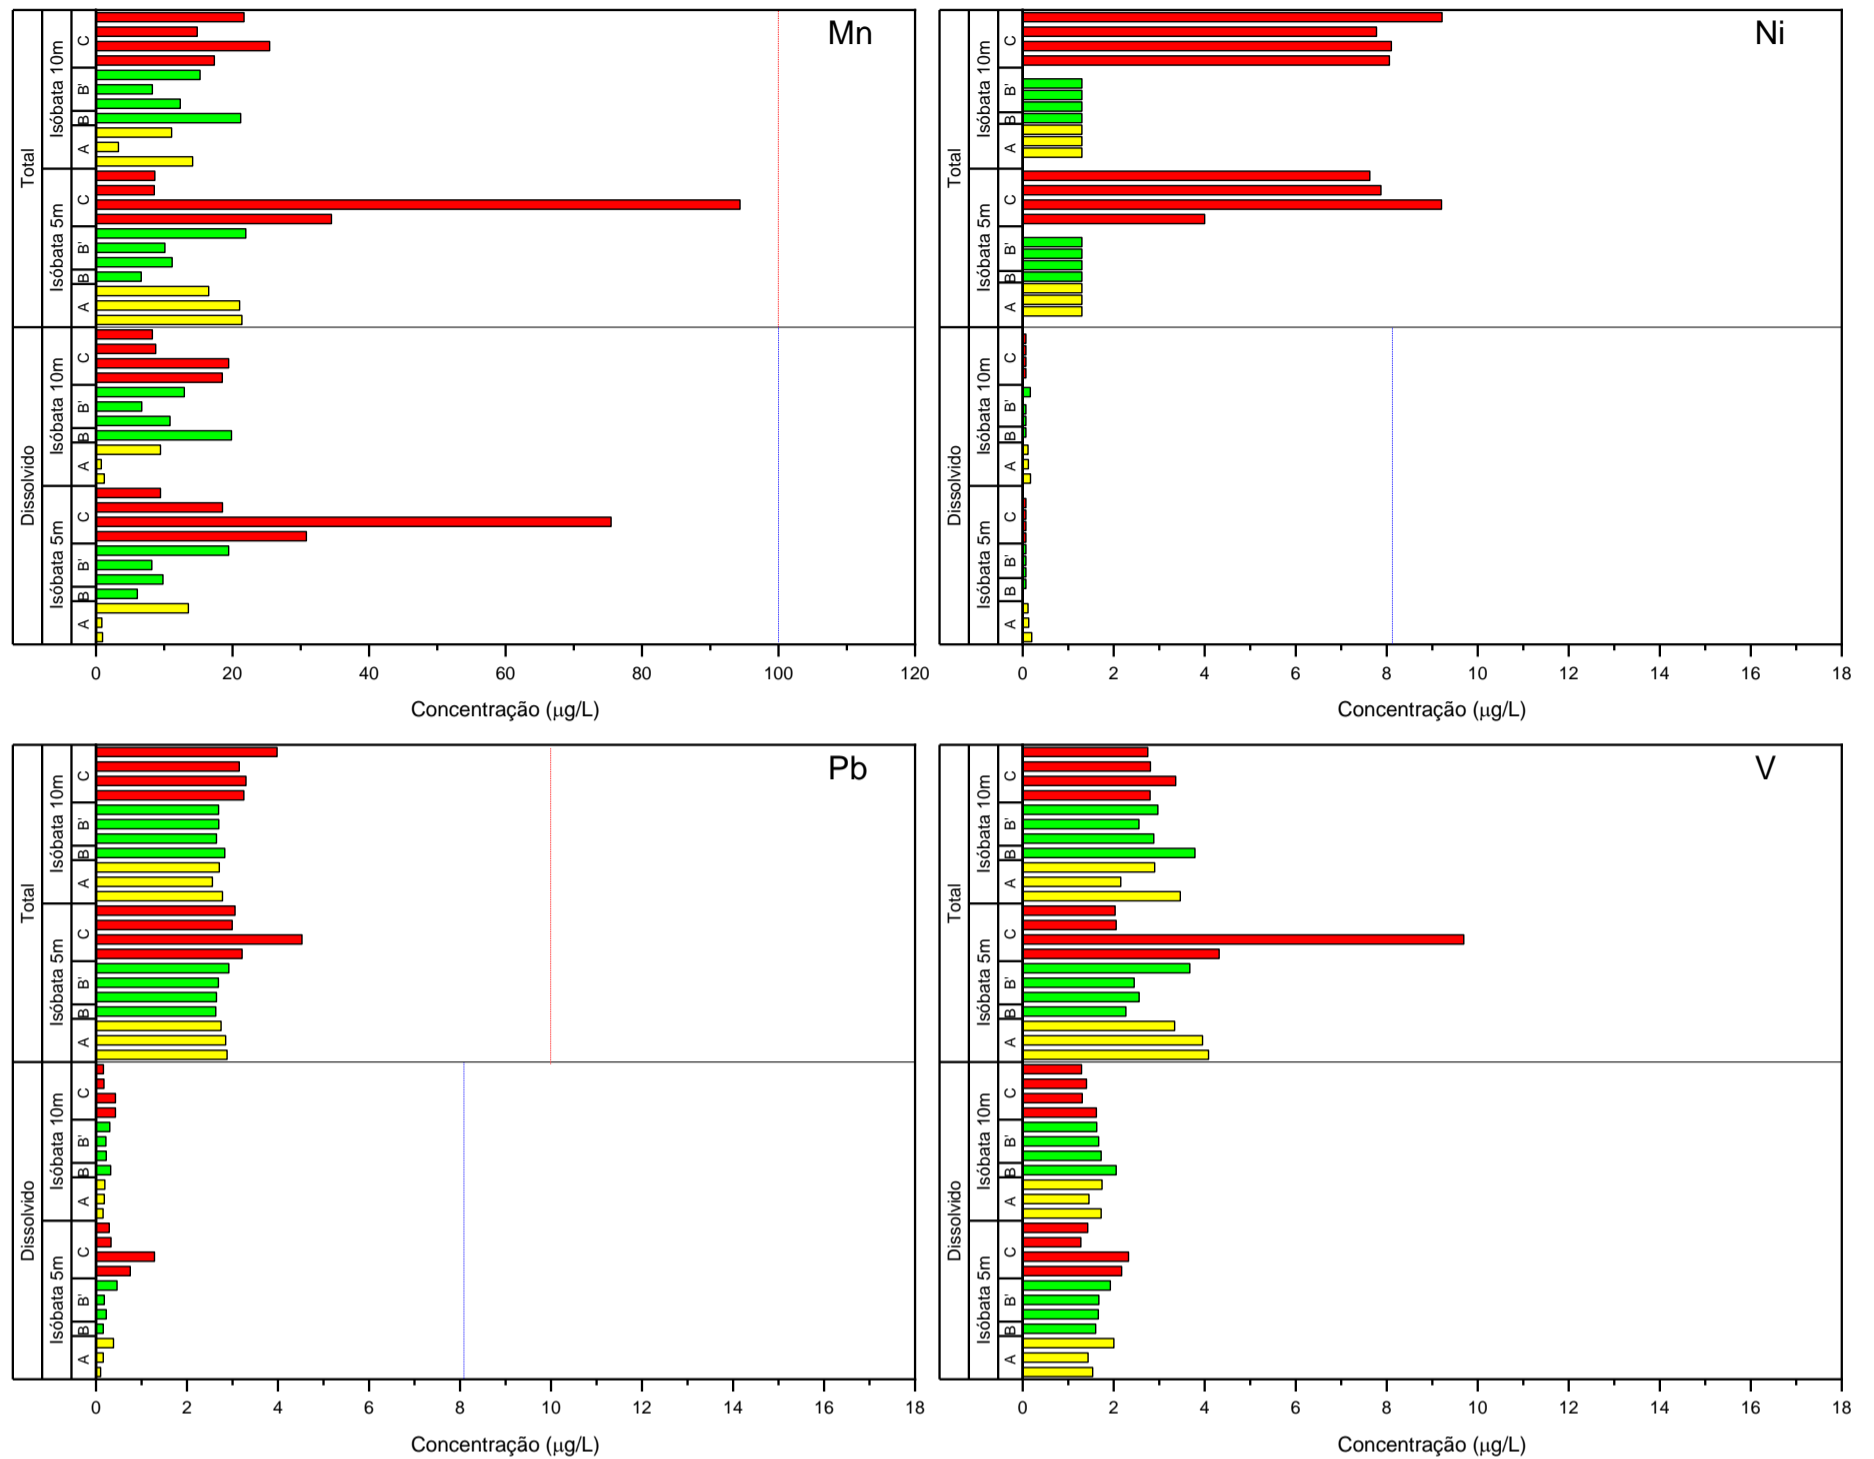 Mn
Total
Isóbata 10m
C
B'
B
A
Isóbata 5m
C
B'
B
A
Dissolvido
Isóbata 10m
C
B'
B
A
Isóbata 5m
C
B'
B
A
0 20 40 60 80 100 120
Concentração (µg/L)
Ni
Total
Isóbata 10m
C
B'
B
A
Isóbata 5m
C
B'
B
A
Dissolvido
Isóbata 10m
C
B'
B
A
Isóbata 5m
C
B'
B
A
0 2 4 6 8 10 12 14 16 18
Concentração (µg/L)
Pb
Total
Isóbata 10m
C
B'
B
A
Isóbata 5m
C
B'
B
A
Dissolvido
Isóbata 10m
C
B'
B
A
Isóbata 5m
C
B'
B
A
0 2 4 6 8 10 12 14 16 18
Concentração (µg/L)
V
Total
Isóbata 10m
C
B'
B
A
Isóbata 5m
C
B'
B
A
Dissolvido
Isóbata 10m
C
B'
B
A
Isóbata 5m
C
B'
B
A
0 2 4 6 8 10 12 14 16 18
Concentração (µg/L)